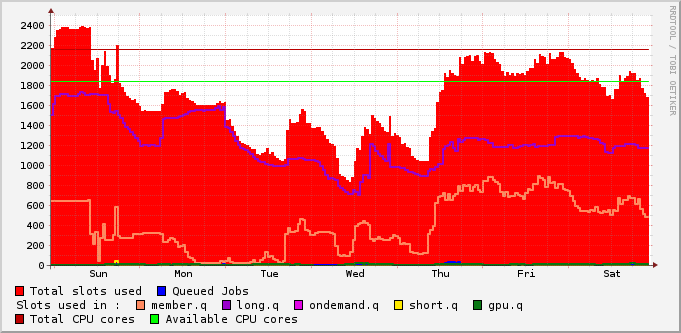 2400
2200
2000
1800
1600
1400
1200
1000
800
600
400
200
0
Sun Mon Tue Wed Thu Fri Sat
RRDTOOL / TOBI OETIKER
Total slots used Queued Jobs
Slots used in : member.q long.q ondemand.q short.q gpu.q
Total CPU cores Available CPU cores